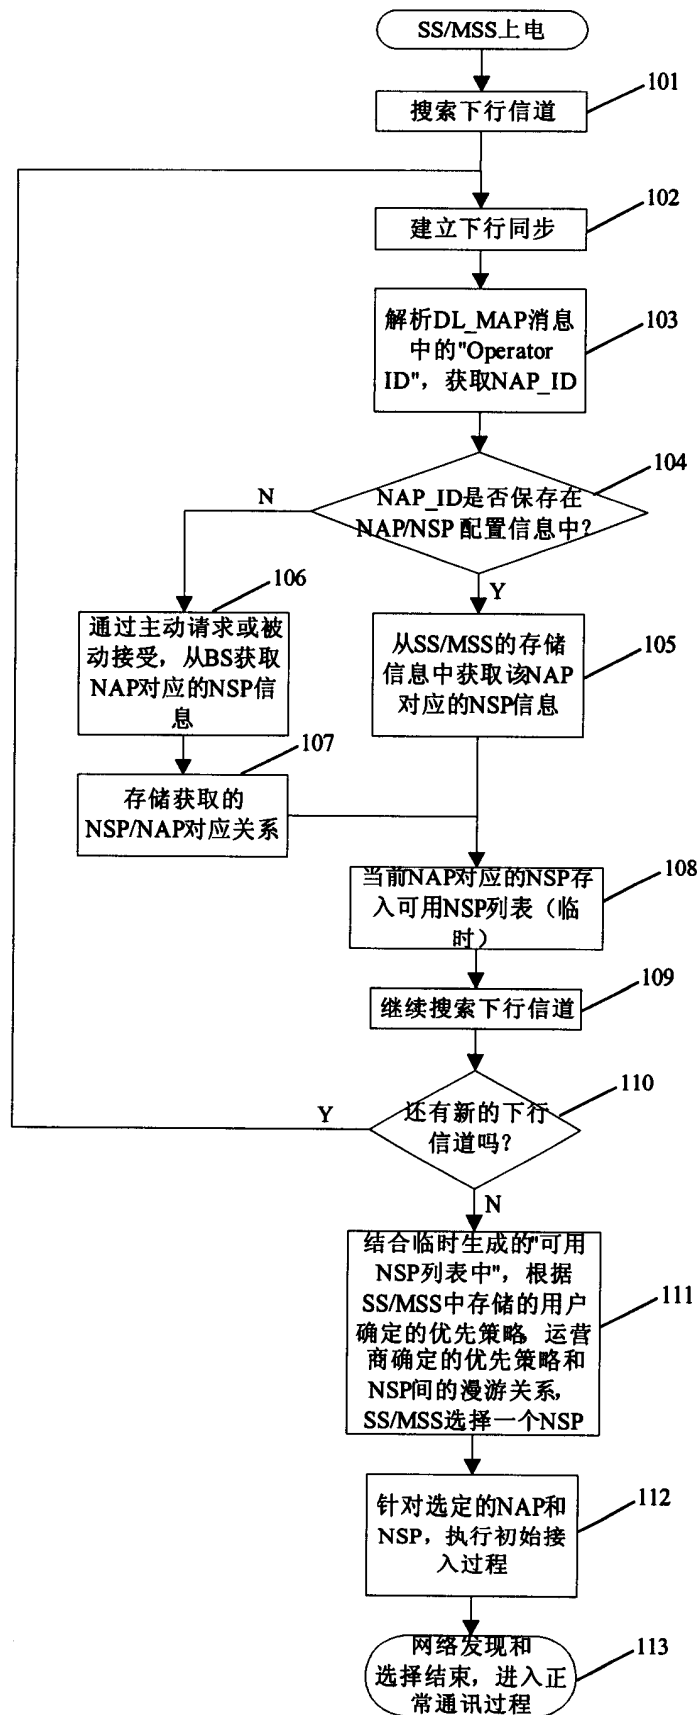 SS/MSS上电
101
搜索下行信道
102
建立下行同步
103
解析DL_MAP消息
中的"Operator
ID"，获取NAP_ID
104
NAP_ID是否保存在
NAP/NSP 配置信息中？
N
Y
106
通过主动请求或被
动接受，从BS获取
NAP对应的NSP信
息
105
从SS/MSS的存储
信息中获取该NAP
对应的NSP信息
107
存储获取的
NSP/NAP对应关系
108
当前NAP对应的NSP存
入可用NSP列表（临
时）
109
继续搜索下行信道
110
还有新的下行
信道吗？
Y
N
111
结合临时生成的"可用
NSP列表中"，根据
SS/MSS中存储的用户
确定的优先策略，运营
商确定的优先策略和
NSP间的漫游关系，
SS/MSS选择一个NSP
112
针对选定的NAP和
NSP，执行初始接
入过程
113
网络发现和
选择结束，进入正
常通讯过程